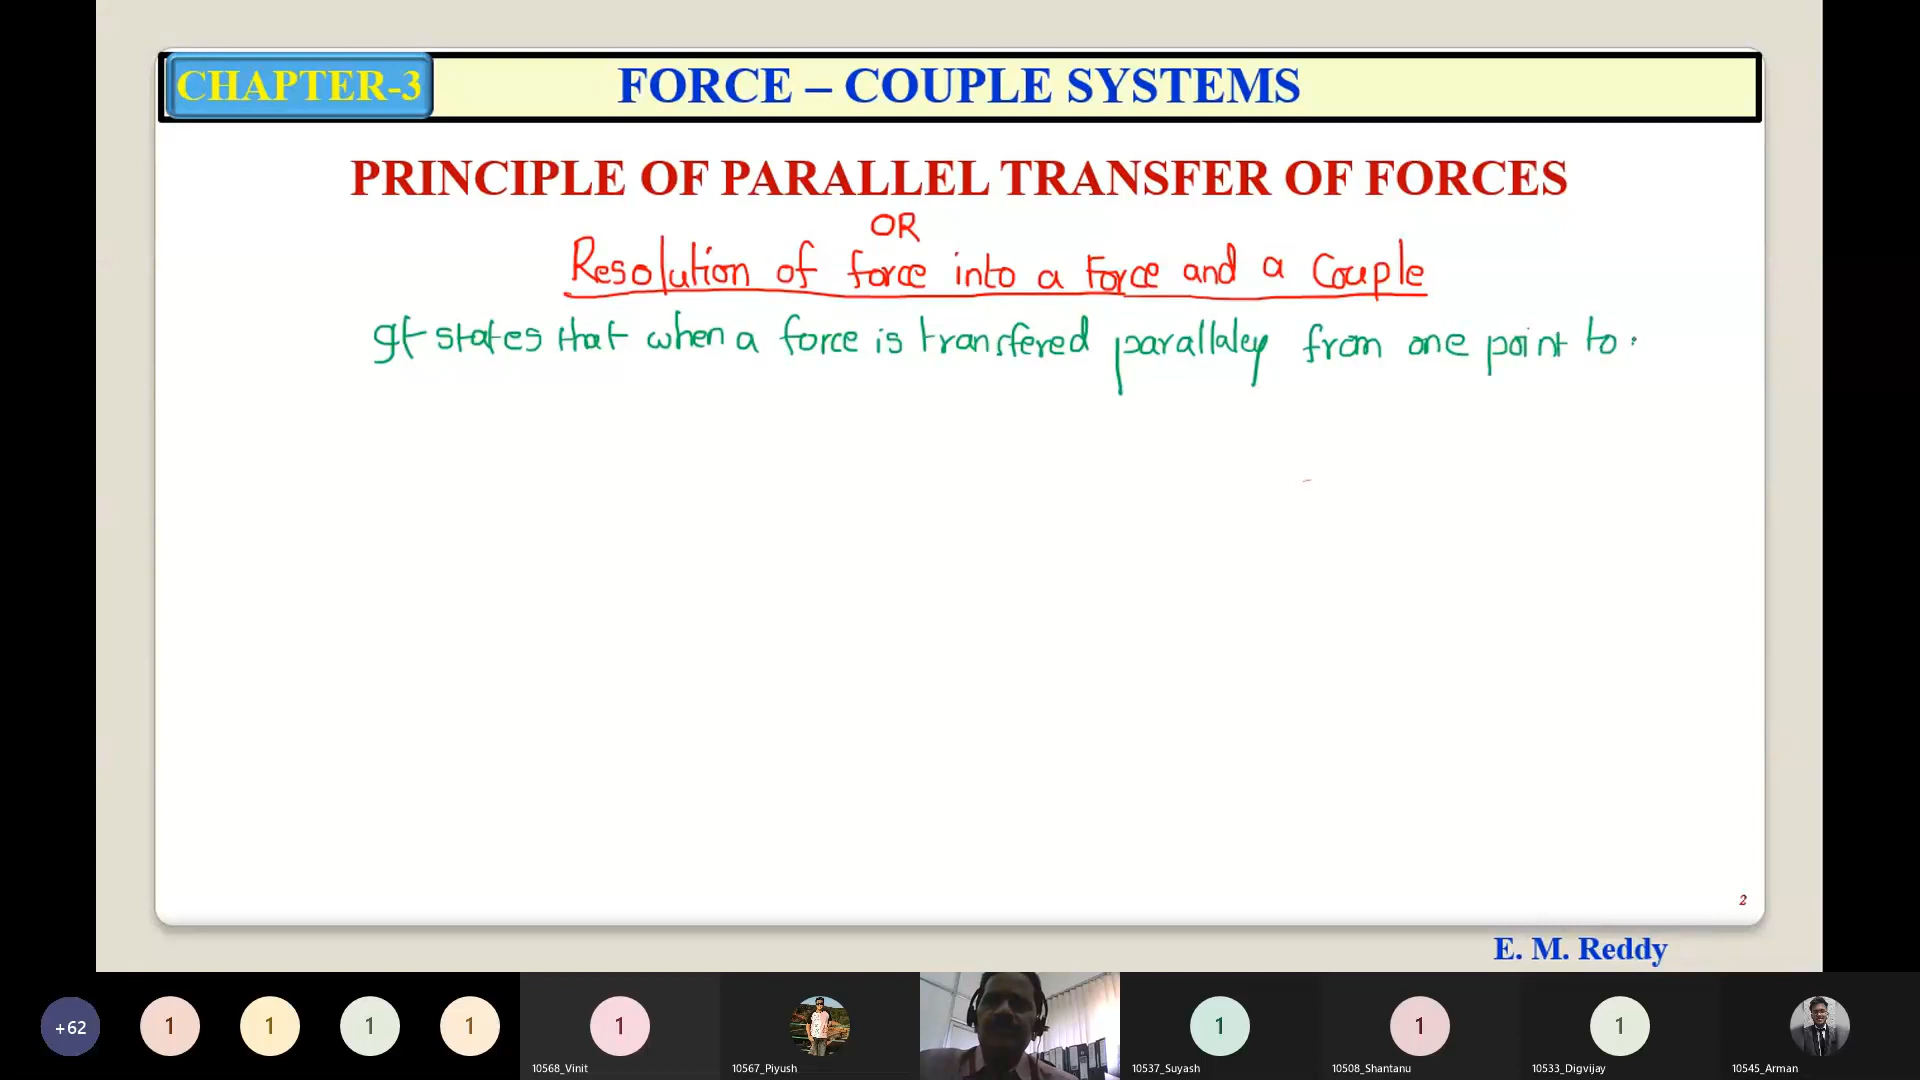 CHAPTER-3
FORCE – COUPLE SYSTEMS
PRINCIPLE OF PARALLEL TRANSFER OF FORCES
OR
Resolution of force into a Force and a Couple
It states that when a force is transfered parallaley from one point to
2
E. M. Reddy
+62
1
1
1
1
1
1
1
1
10568_Vinit
10567_Piyush
10537_Suyash
10508_Shantanu
10533_Digvijay
10545_Arman